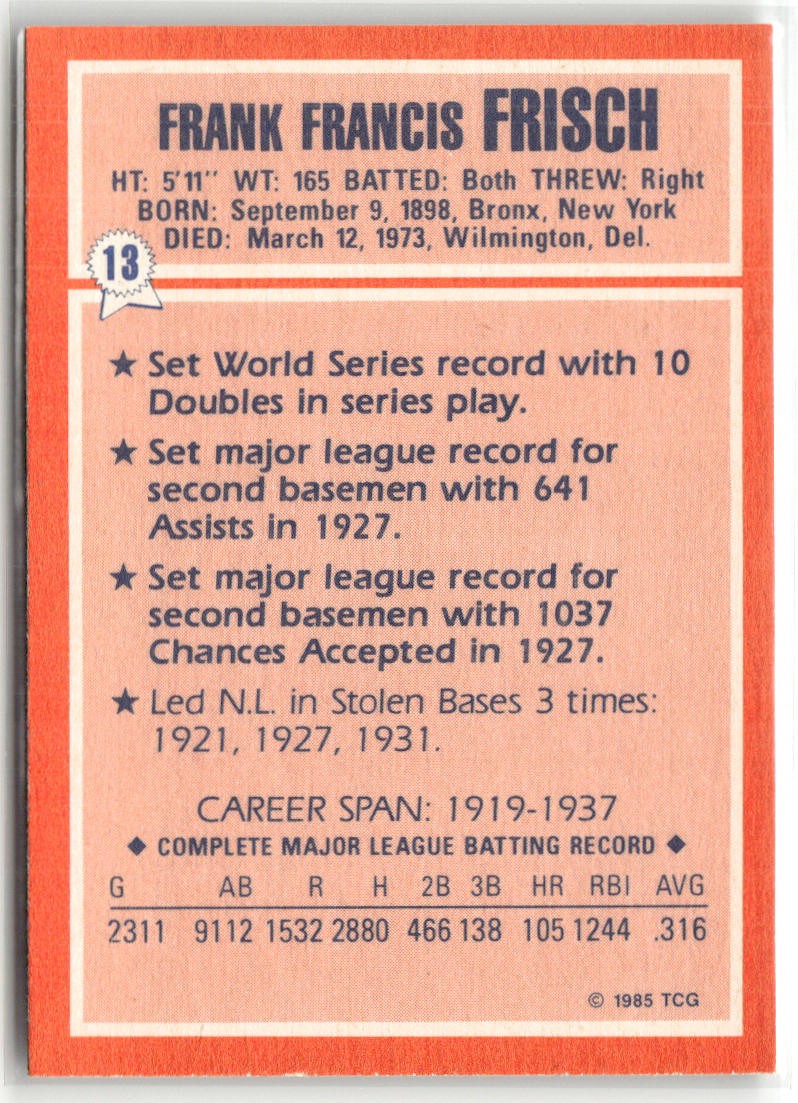 FRANK FRANCIS FRISCH
HT: 5'11" WT: 165 BATTED: Both THREW: Right
BORN: September 9, 1898, Bronx, New York
DIED: March 12, 1973, Wilmington, Del.
13
★ Set World Series record with 10
Doubles in series play.
★ Set major league record for
second basemen with 641
Assists in 1927.
★ Set major league record for
second basemen with 1037
Chances Accepted in 1927.
★ Led N.L. in Stolen Bases 3 times:
1921, 1927, 1931.
CAREER SPAN: 1919-1937
◆ COMPLETE MAJOR LEAGUE BATTING RECORD ◆
G AB R H 2B 3B HR RBI AVG
2311 9112 1532 2880 466 138 105 1244 .316
© 1985 TCG